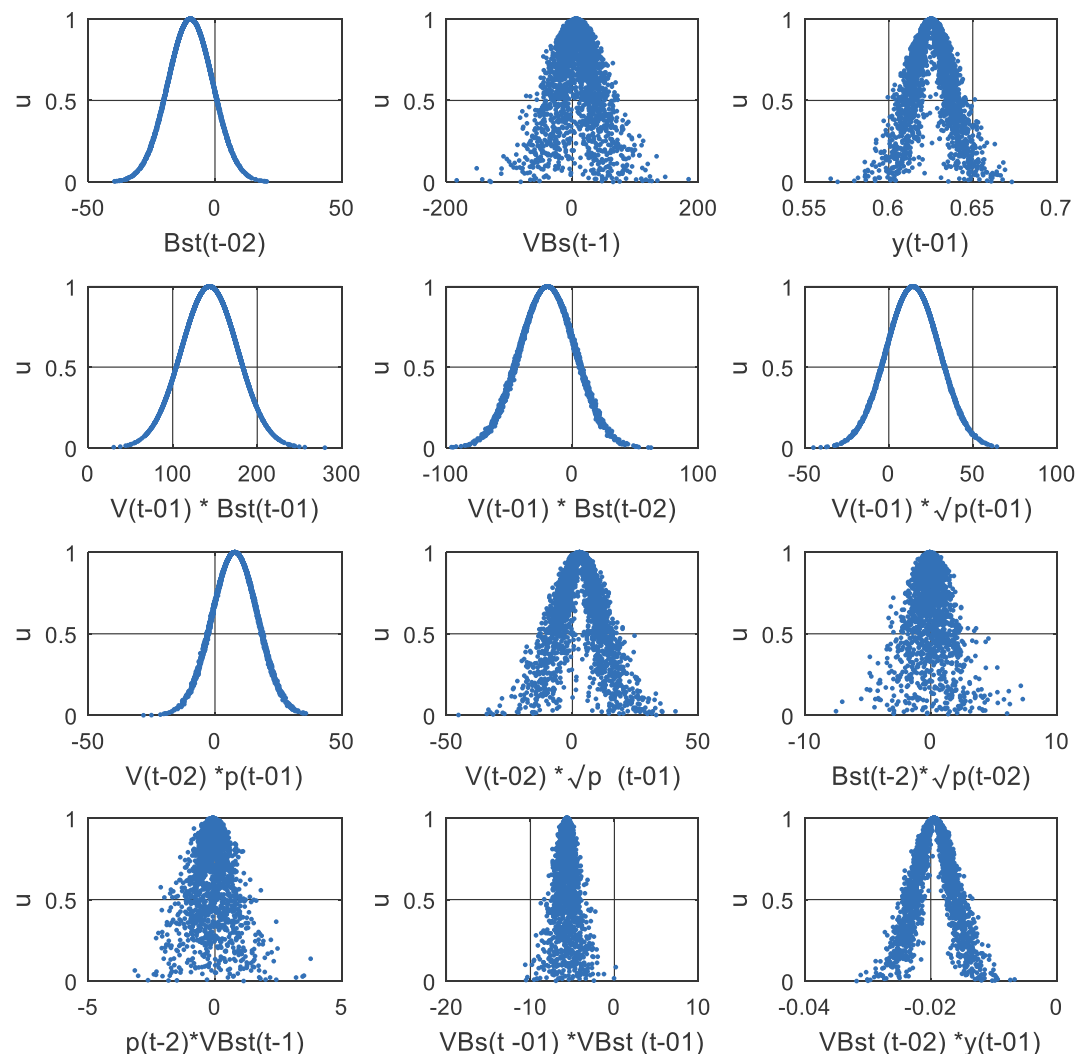 1 1 1
u 0.5 u 0.5 u 0.5
0 0 0
-50 0 50 -200 0 200 0.55 0.6 0.65 0.7
Bst(t-02) VBs(t-1) y(t-01)
1 1 1
u 0.5 u 0.5 u 0.5
0 0 0
0 100 200 300 -100 0 100 -50 0 50 100
V(t-01) * Bst(t-01) V(t-01) * Bst(t-02) V(t-01) * √p(t-01)
1 1 1
u 0.5 u 0.5 u 0.5
0 0 0
-50 0 50 -50 0 50 -10 0 10
V(t-02) *p(t-01) V(t-02) * √p (t-01) Bst(t-2)* √p(t-02)
1 1 1
u 0.5 u 0.5 u 0.5
0 0 0
-5 0 5 -20 -10 0 10 -0.04 -0.02 0
p(t-2)*VBst(t-1) VBs(t -01) *VBst (t-01) VBst (t-02) *y(t-01)